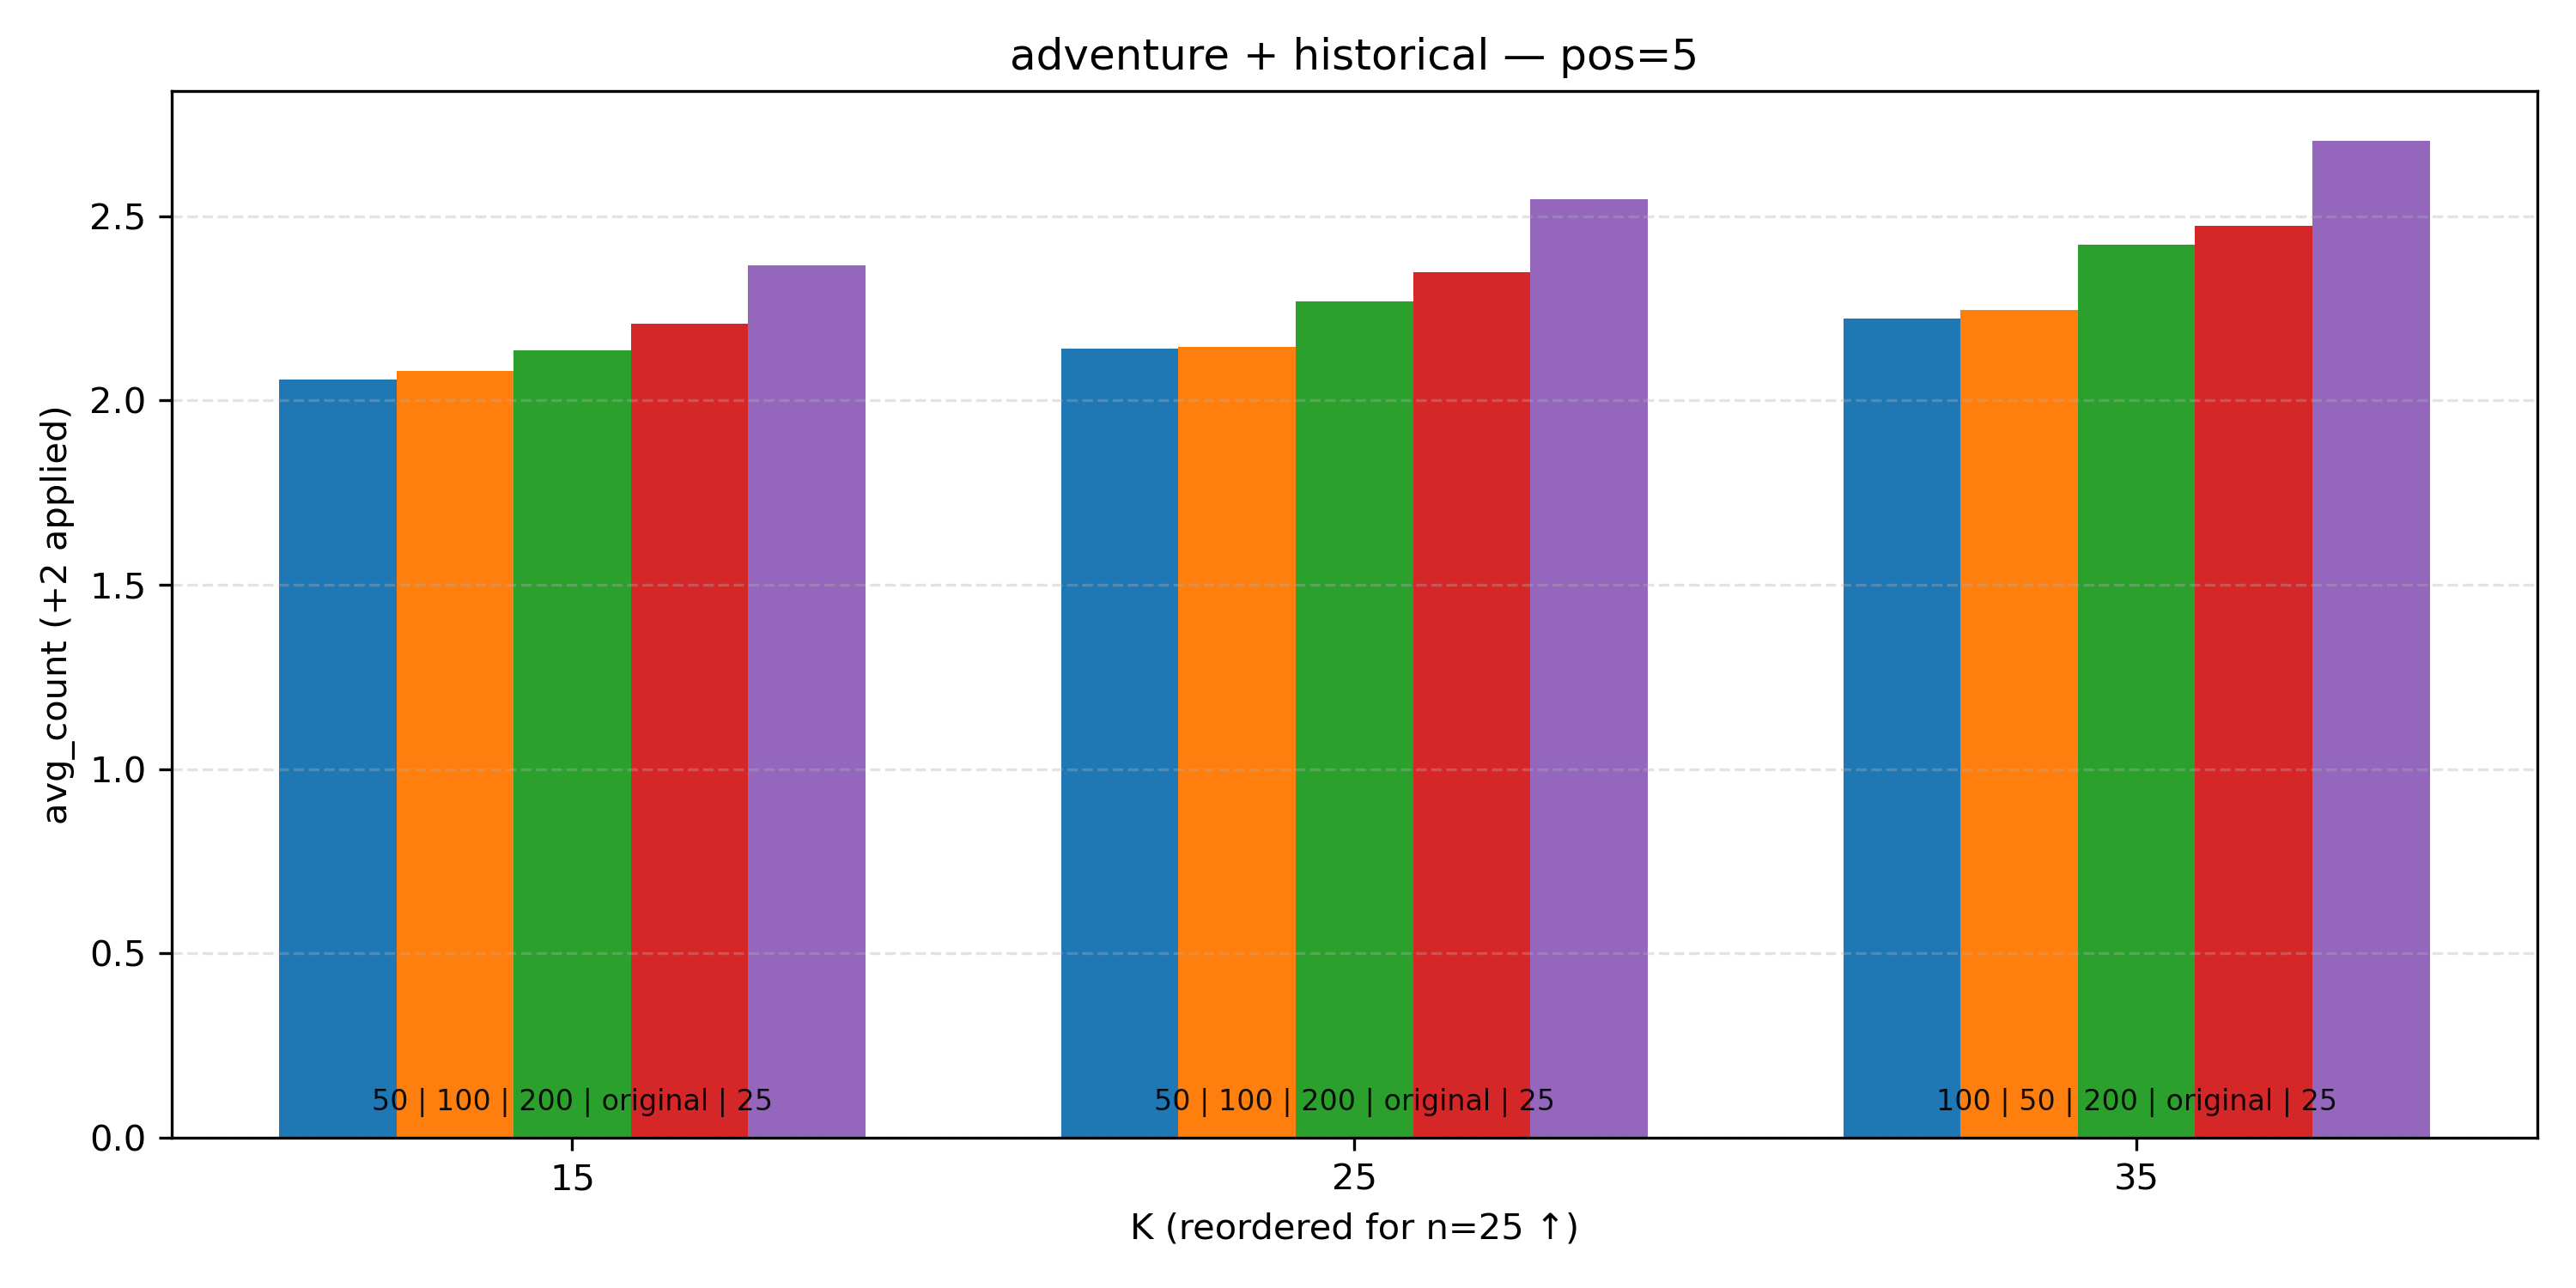 adventure + historical — pos=5
avg_count (+2 applied)
2.5
2.0
1.5
1.0
0.5
0.0
50 | 100 | 200 | original | 25
50 | 100 | 200 | original | 25
100 | 50 | 200 | original | 25
15
25
35
K (reordered for n=25 ↑)